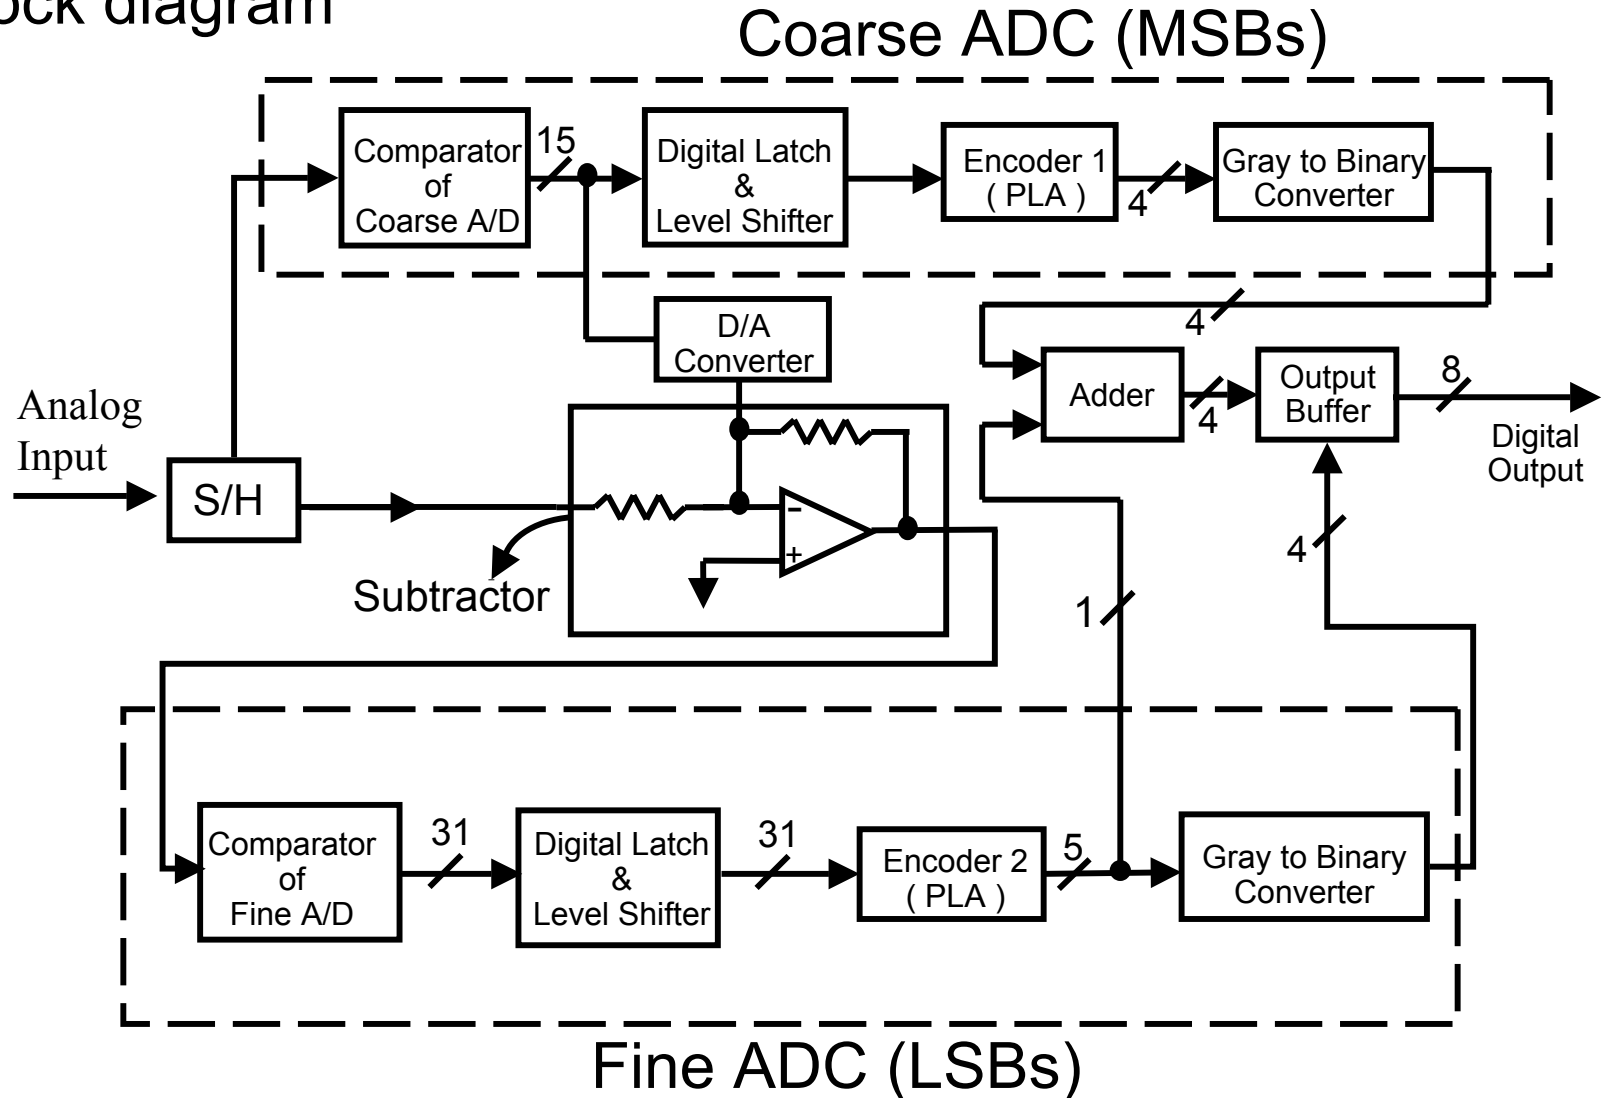 diagram
Coarse ADC (MSBs)
Comparator
of
Coarse A/D
15
Digital Latch
&
Level Shifter
Encoder 1
( PLA )
4
Gray to Binary
Converter
4
D/A
Converter
Adder
4
Output
Buffer
8
Digital
Output
Analog
Input
S/H
-
+
Subtractor
1
4
Comparator
of
Fine A/D
31
Digital Latch
&
Level Shifter
31
Encoder 2
( PLA )
5
Gray to Binary
Converter
Fine ADC (LSBs)